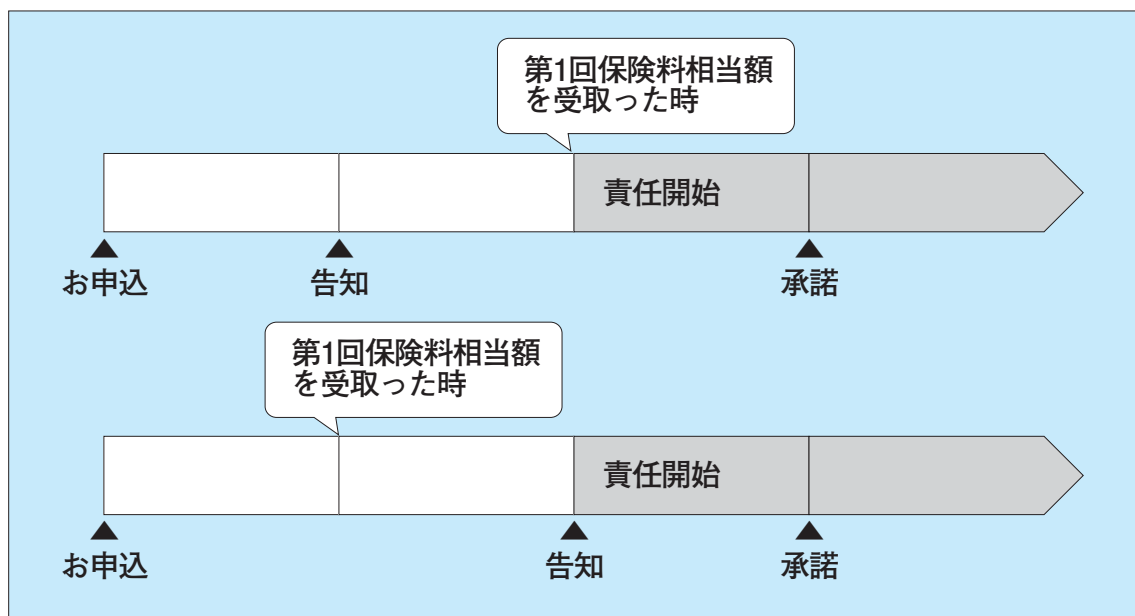 第1回保険料相当額
を受取った時
責任開始
お申込
告知
承諾
第1回保険料相当額
を受取った時
責任開始
お申込
告知
承諾